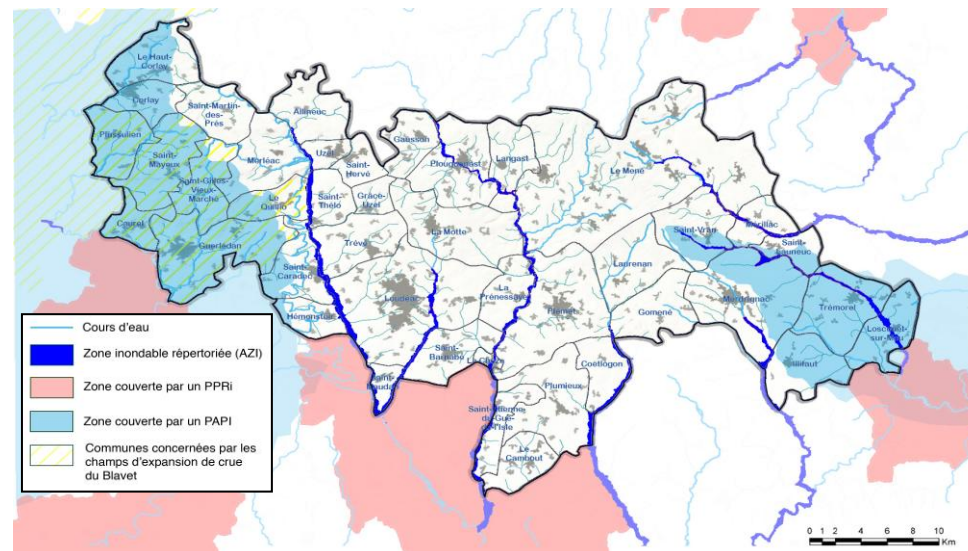 Le Haut-
Corlay
Corlay
Saint-Martin-
des-
Prés
Allineuc
Plussulien
Saint-
Mayeux
Merléac
Uzel
Saint-
Hervé
Gausson
Plouguenast
Langast
Le Mené
Saint-Gilles-
Vieux-
Marché
Le
Quillio
Saint-
Thélo
Grâce-
Uzel
Caurel
Guerlédan
Trévé
La Motte
Saint-Vran
Mérillac
Saint-
Launeuc
Saint-
Caradec
Laurenan
Hémonstoir
Loudéac
La
Prénessaye
Plémet
Gomené
Merdrignac
Trémorel
Loscouët-
sur-Meu
Saint-
Barnabé
La Chèze
Coëtlogon
Illifaut
Saint-
Maudan
Plumieux
Saint-Étienne-
du-Gué-
de-l'Isle
Le
Cambout
Cours d'eau
Zone inondable répertoriée (AZI)
Zone couverte par un PPRi
Zone couverte par un PAPI
Communes concernées par les
champs d'expansion de crue
du Blavet
0 1 2 4 6 8 10
Km